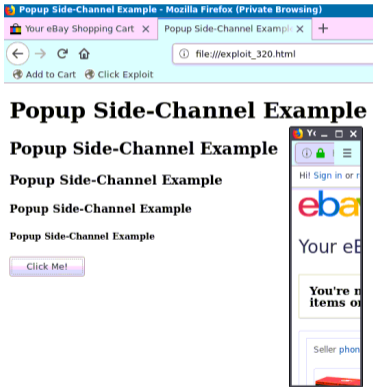 Popup Side-Channel Example - Mozilla Firefox (Private Browsing)
Your eBay Shopping Cart
Popup Side-Channel Example
file:///exploit_320.html
Add to Cart
Click Exploit
Popup Side-Channel Example
Popup Side-Channel Example
Popup Side-Channel Example
Popup Side-Channel Example
Popup Side-Channel Example
Click Me!
Hi! Sign in or r
ebay
Your eB
You're n
items o
Seller phon